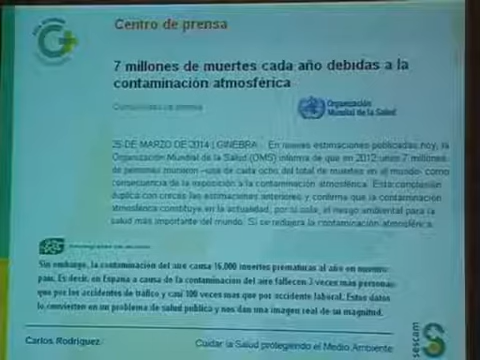 Centro de prensa
7 millones de muertes cada año debidas a la
contaminación atmosférica
Comunicado de prensa
Organización
Mundial de la Salud
25 DE MARZO DE 2014 | GINEBRA - En nuevas estimaciones publicadas hoy, la
Organización Mundial de la Salud (OMS) informa de que en 2012 unos 7 millones
de personas murieron -una de cada ocho del total de muertes en el mundo- como
consecuencia de la exposición a la contaminación atmosférica. Esta conclusión
duplica con creces las estimaciones anteriores y confirma que la contaminación
atmosférica constituye en la actualidad, por sí sola, el riesgo ambiental para la
salud más importante del mundo. Si se redujera la contaminación atmosférica
Sin embargo, la contaminación del aire causa 16,000 muertes prematuras al año en nuestro
país. Es decir, en España a causa de la contaminación del aire fallecen 3 veces más personas
que por los accidentes de tráfico y casi 100 veces más que por accidente laboral. Estos datos
lo convierten en un problema de salud pública y nos dan una imagen real de su magnitud.
Carlos Rodríguez
Cuidar la Salud protegiendo el Medio Ambiente
sescam